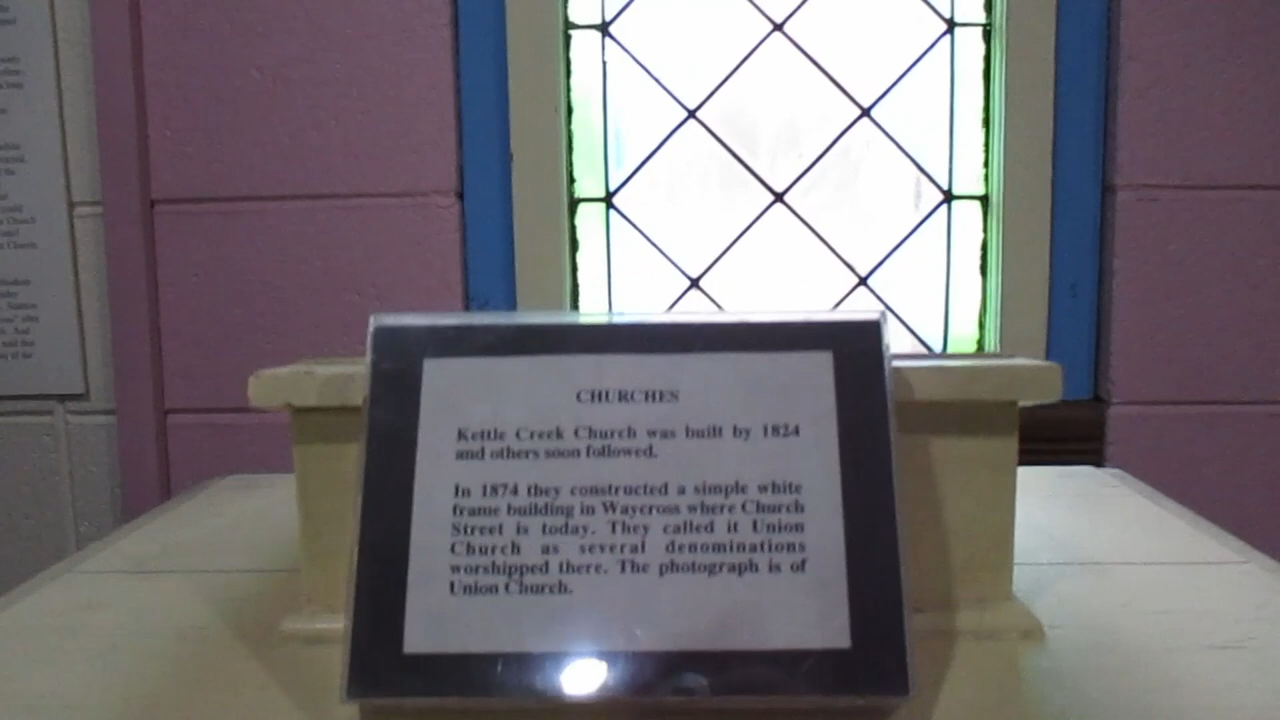 CHURCHES
Kettle Creek Church was built by 1824
and others soon followed.
In 1874 they constructed a simple white
frame building in Waycross where Church
Street is today. They called it Union
Church as several denominations
worshipped there. The photograph is of
Union Church.